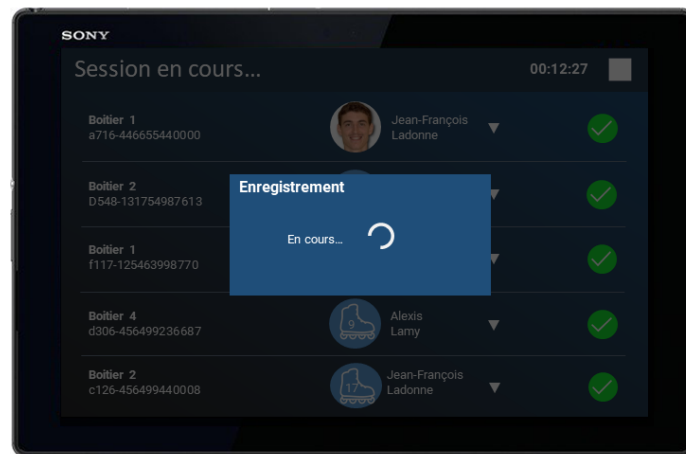 SONY
Session en cours...
00:12:27
Boitier 1
a716-446655440000
Jean-François
Ladonne
Boitier 2
D548-131754987613
Enregistrement
En cours...
Boitier 1
f117-125463998770
Boitier 4
d306-456499236687
9
Alexis
Lamy
Boitier 2
c126-456499440008
17
Jean-François
Ladonne